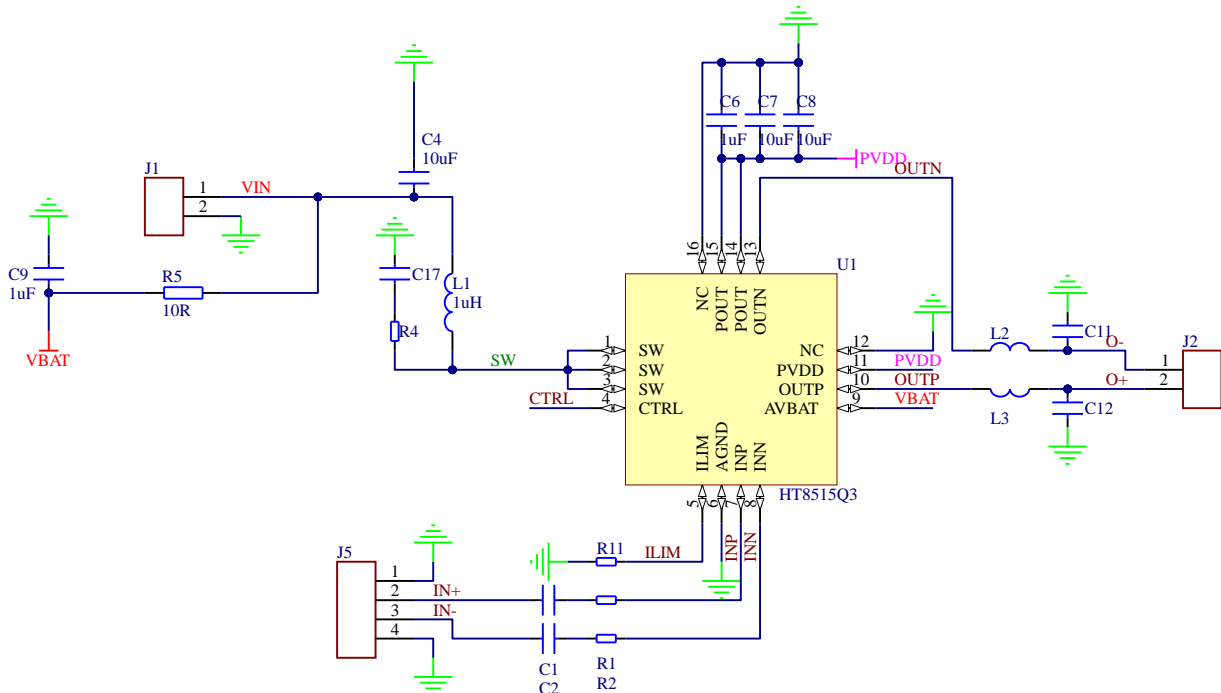 C6
C7
C8
1uF
10uF
10uF
PVDD
OUTN
C4
10uF
J1
1
VIN
2
C9
1uF
R5
10R
VBAT
C17
R4
L1
1uH
SW
CTRL
16
15
14
13
U1
NC
POUT
POUT
OUTN
1
SW
2
SW
3
SW
4
CTRL
NC
12
PVDD
11
PVDD
OUTP
10
OUTP
AVBAT
9
VBAT
L2
C11
O-
J2
1
O+
2
L3
C12
ILIM
AGND
INP
INN
5
6
7
8
HT8515Q3
R11
ILIM
INP
INN
J5
1
2
IN+
3
IN-
4
C1
C2
R1
R2